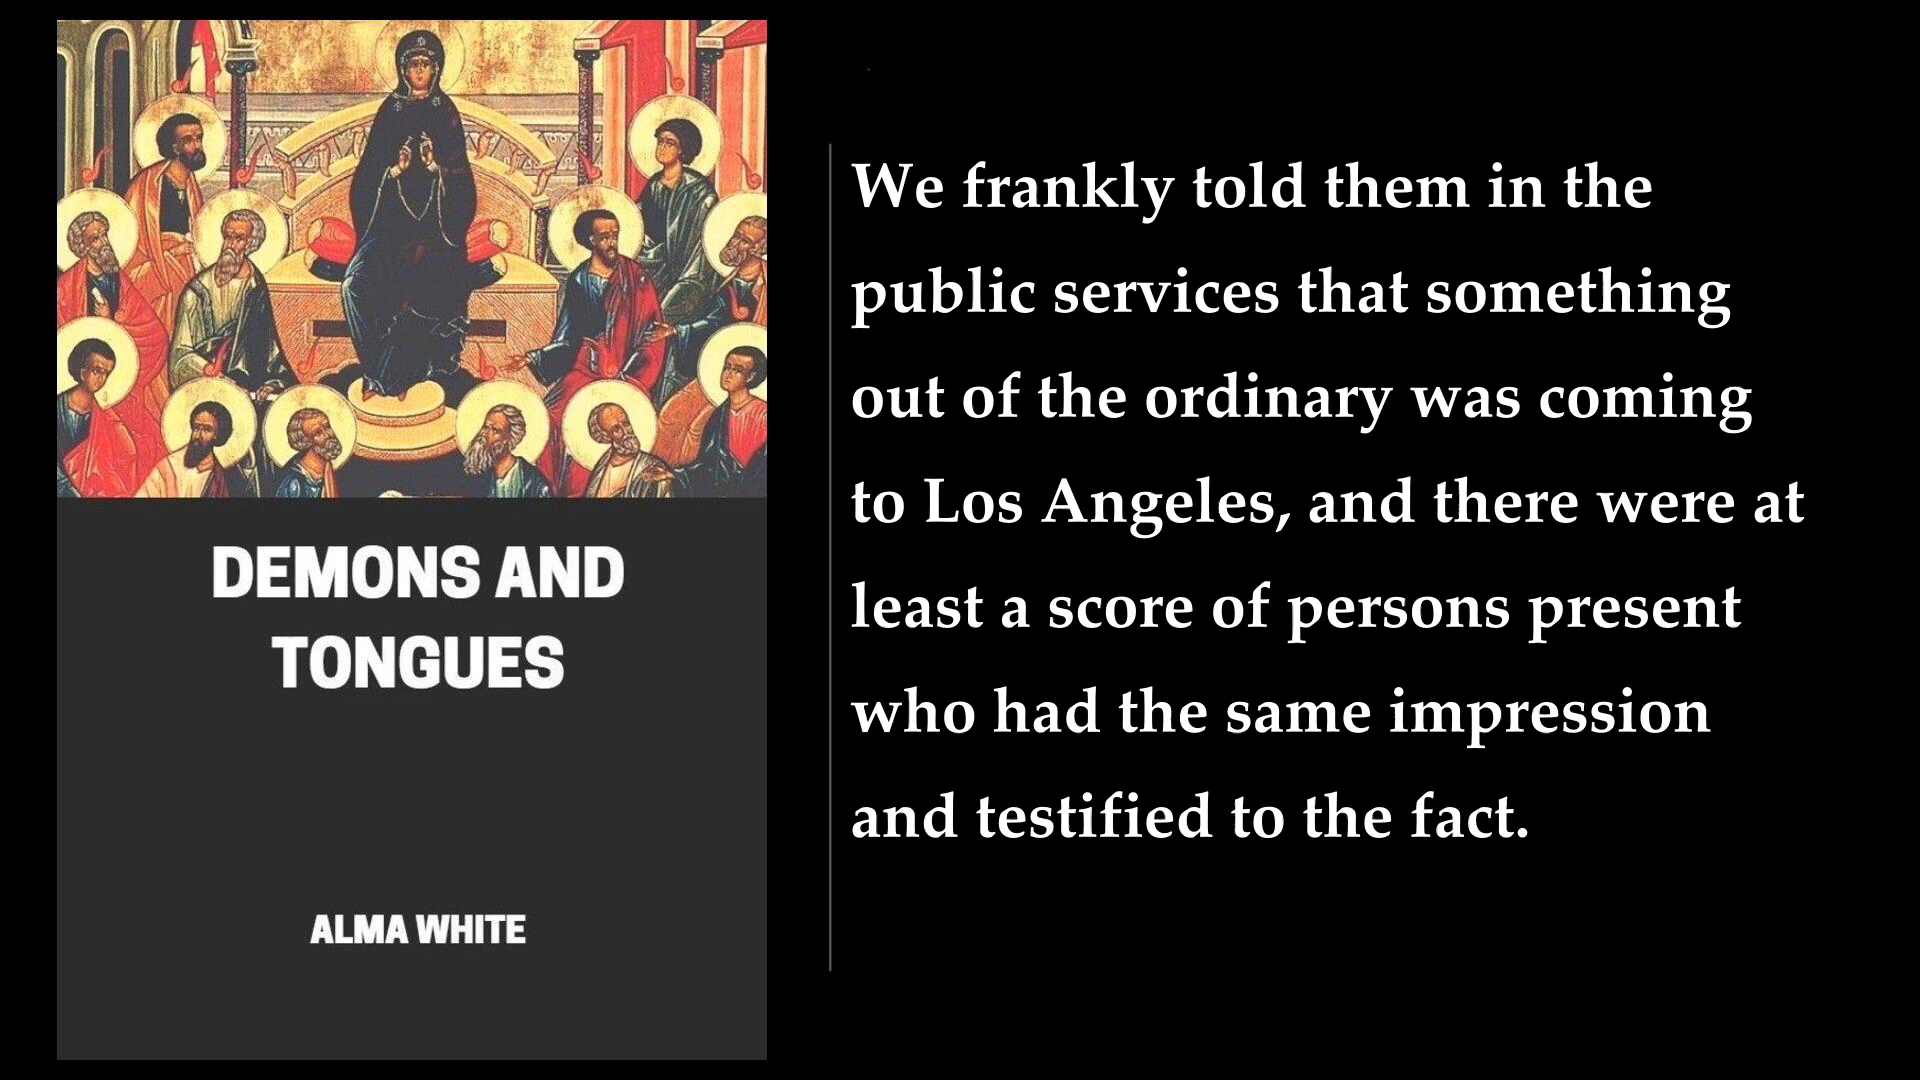 DEMONS AND
TONGUES
ALMA WHITE
We frankly told them in the
public services that something
out of the ordinary was coming
to Los Angeles, and there were at
least a score of persons present
who had the same impression
and testified to the fact.